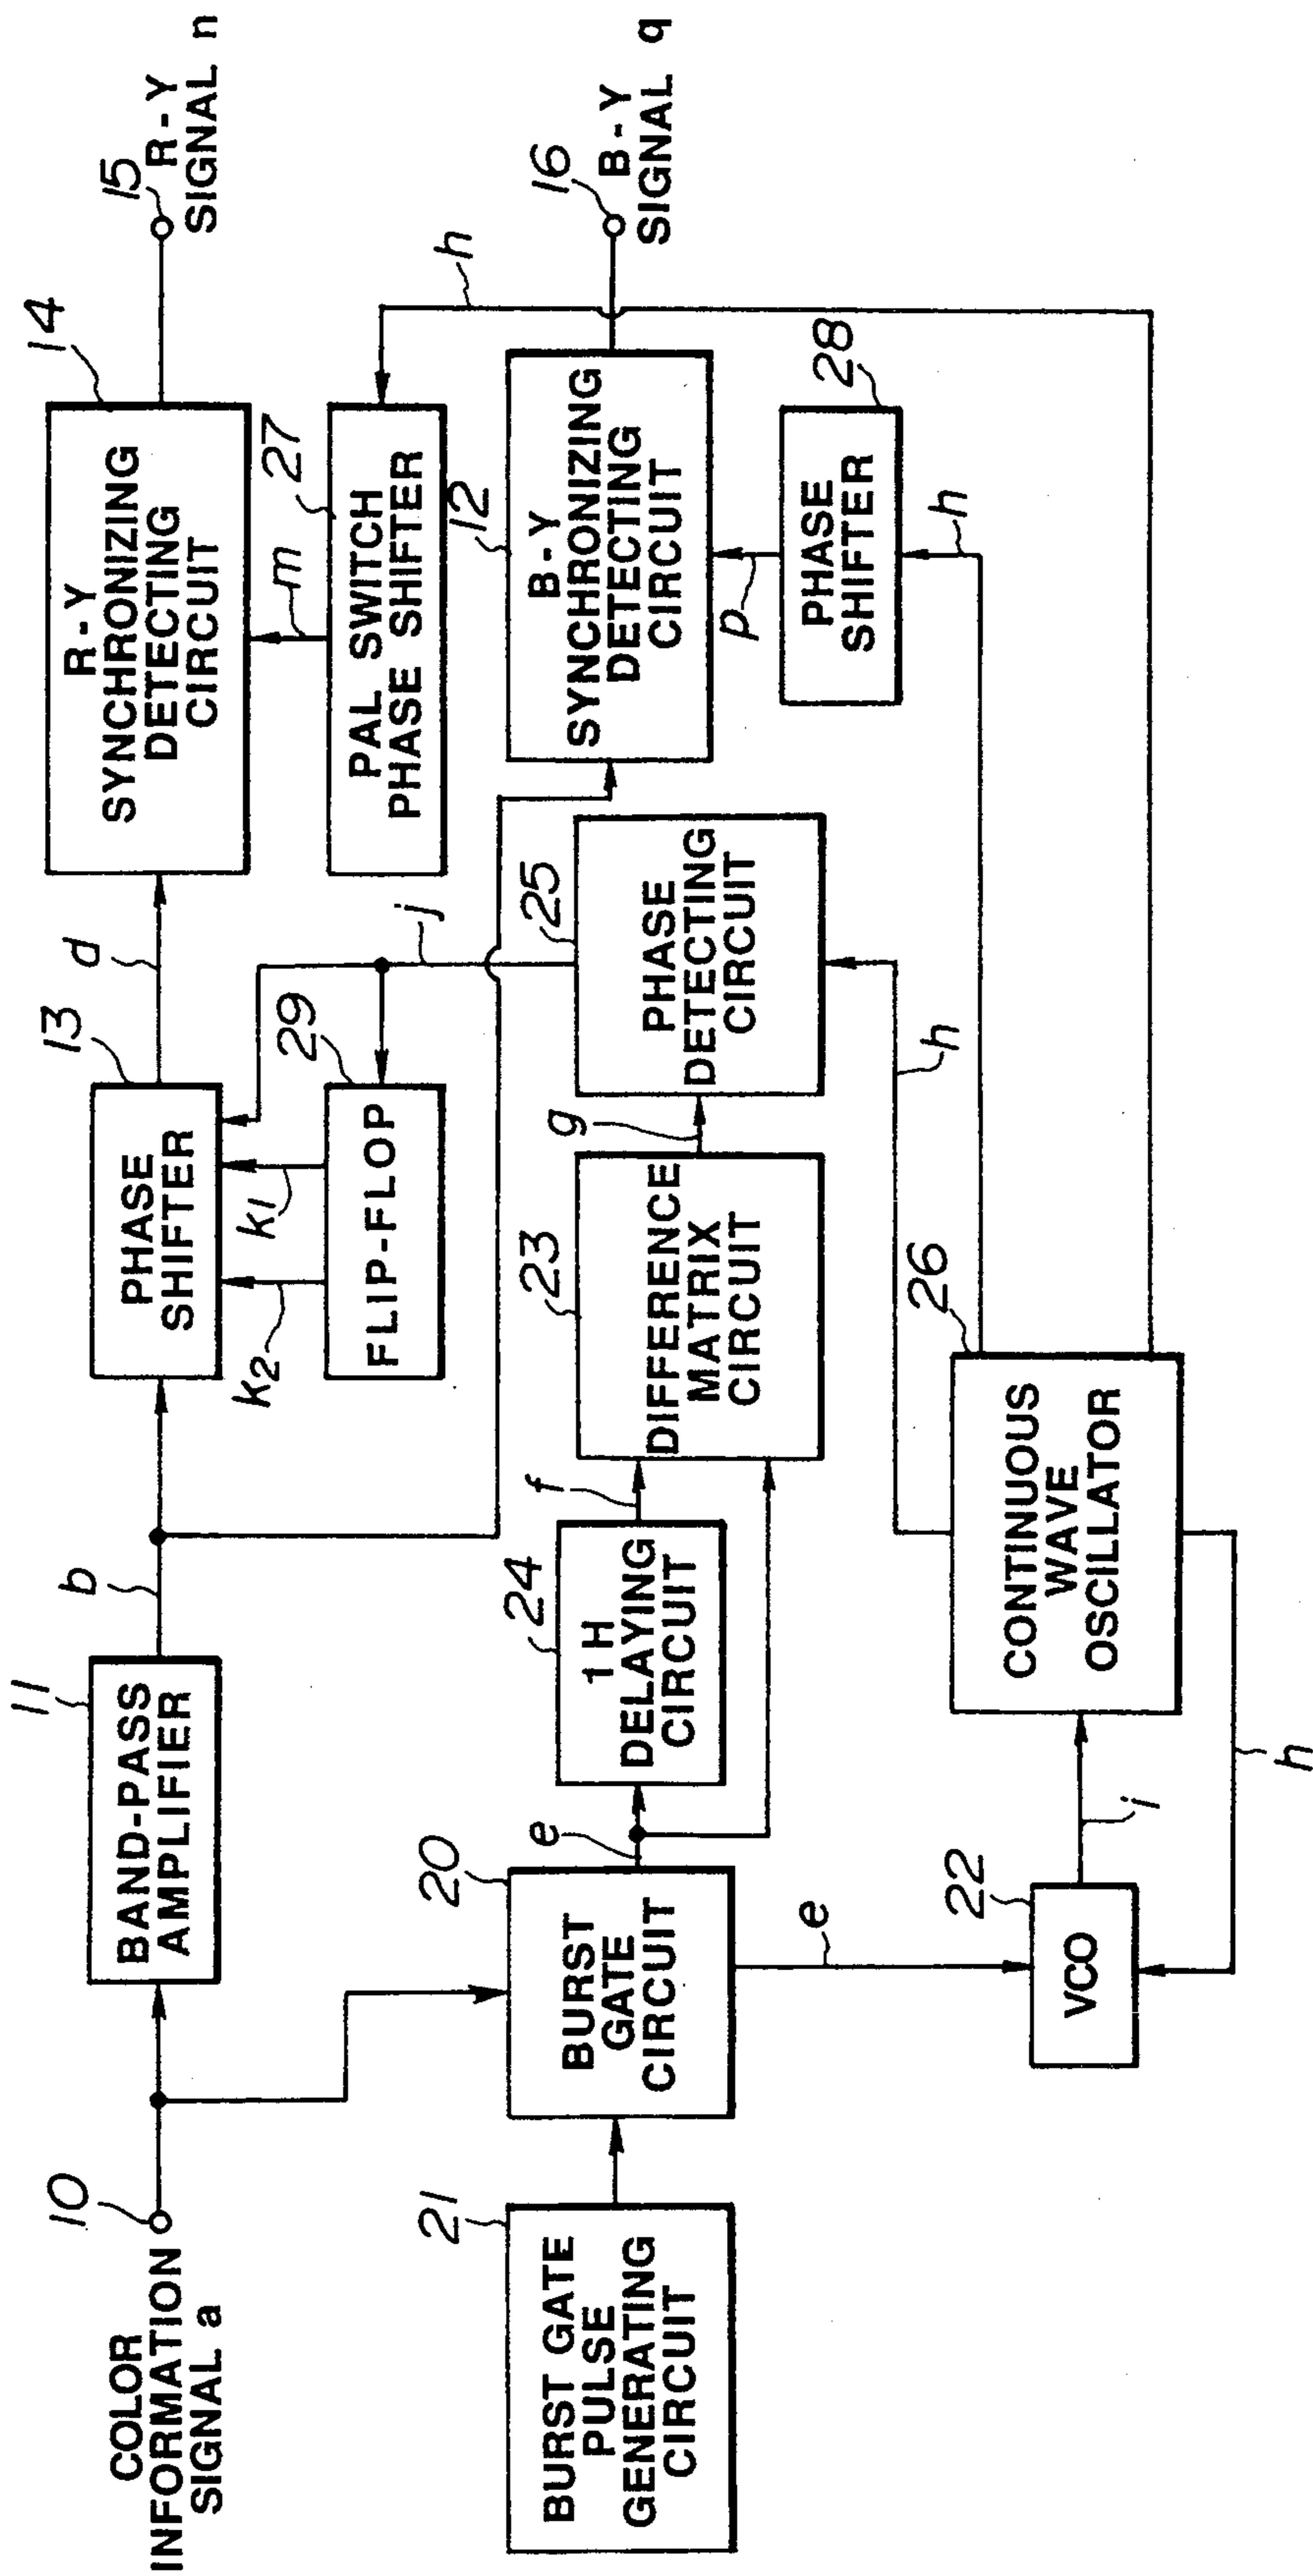 COLOR
INFORMATION
SIGNAL a
10
11
BAND-PASS
AMPLIFIER
b
13
PHASE
SHIFTER
d
14
R-Y
SYNCHRONIZING
DETECTING
CIRCUIT
15
R-Y
SIGNAL n
k2
k1
29
FLIP-FLOP
j
m
27
PAL SWITCH
PHASE SHIFTER
h
21
BURST GATE
PULSE
GENERATING
CIRCUIT
20
BURST
GATE
CIRCUIT
e
24
1H
DELAYING
CIRCUIT
f
23
DIFFERENCE
MATRIX
CIRCUIT
g
25
PHASE
DETECTING
CIRCUIT
12
B-Y
SYNCHRONIZING
DETECTING
CIRCUIT
16
B-Y
SIGNAL q
p
28
PHASE
SHIFTER
h
e
22
VCO
i
26
CONTINUOUS
WAVE
OSCILLATOR
h
h